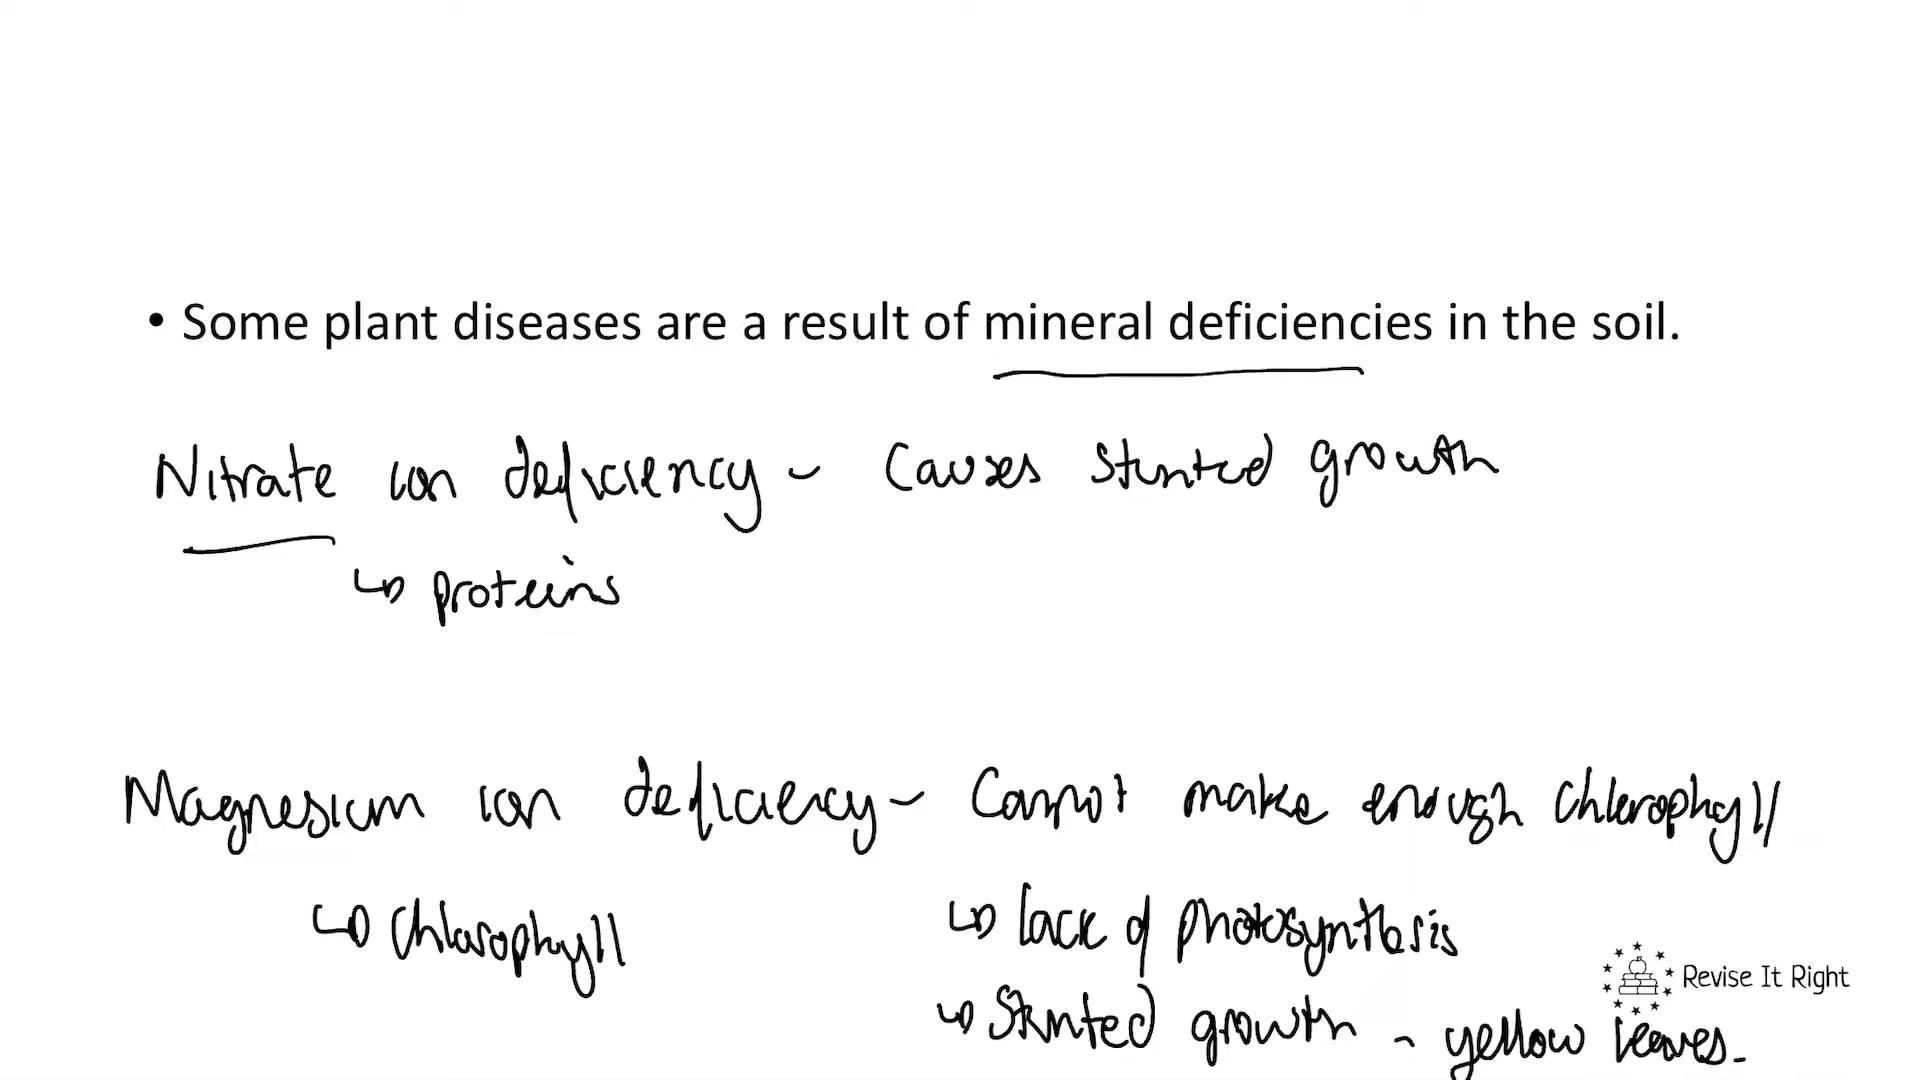 • Some plant diseases are a result of mineral deficiencies in the soil.
Nitrate ion deficiency - Causes stunted growth
↳ proteins
Magnesium ion deficiency - Cannot make enough chlorophyll
↳ chlorophyll
↳ lack of photosynthesis
↳ Stunted growth - yellow leaves.
Revise It Right